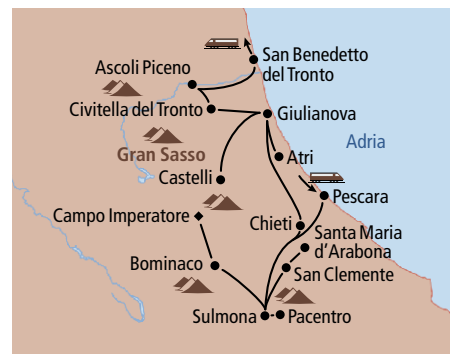 San Benedetto
del Tronto
Ascoli Piceno
Civitella del Tronto
Giulianova
Adria
Gran Sasso
Atri
Castelli
Pescara
Campo Imperatore
Chieti
Santa Maria
d'Arabona
Bominaco
San Clemente
Sulmona
Pacentro